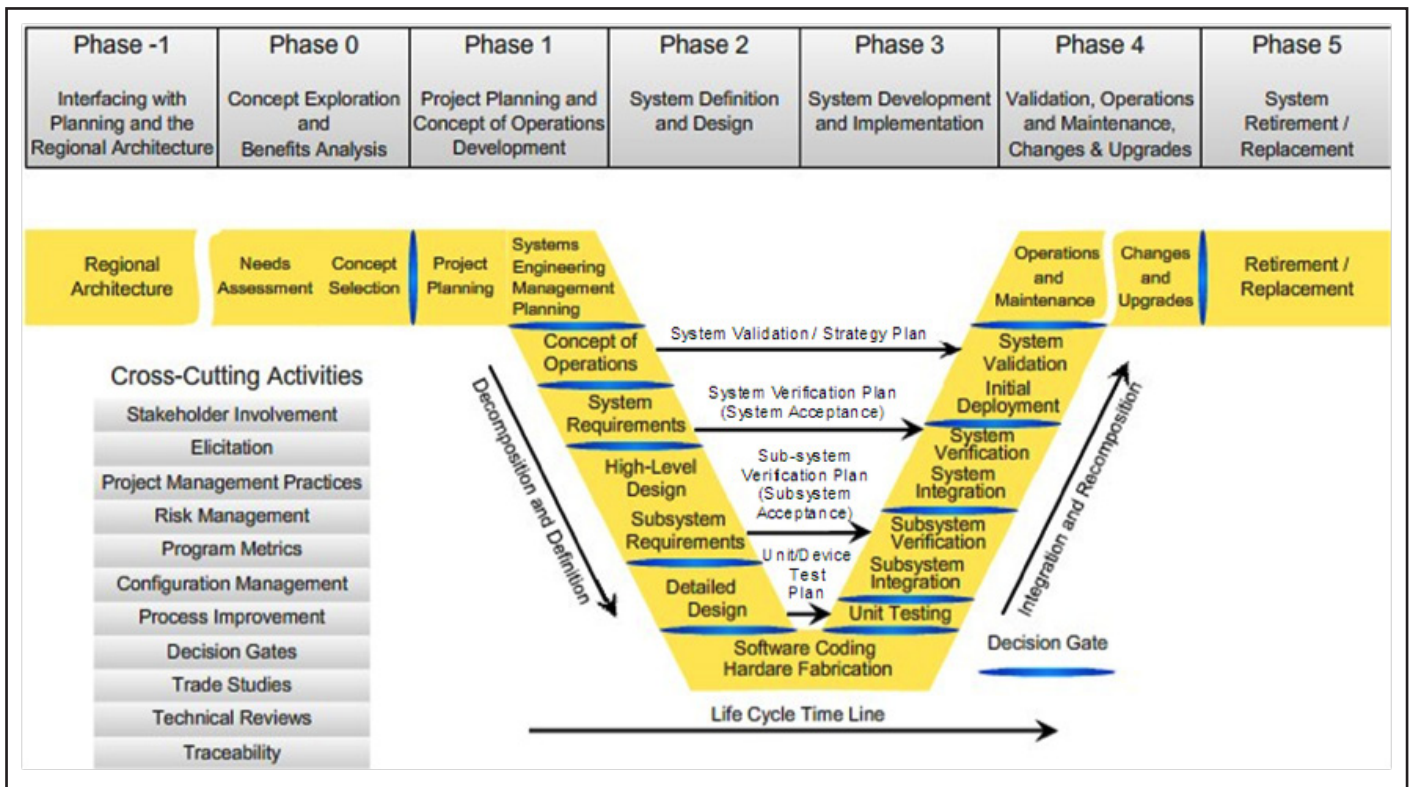 Phase -1
Interfacing with
Planning and the
Regional Architecture
Phase 0
Concept Exploration
and
Benefits Analysis
Phase 1
Project Planning and
Concept of Operations
Development
Phase 2
System Definition
and Design
Phase 3
System Development
and Implementation
Phase 4
Validation, Operations
and Maintenance,
Changes & Upgrades
Phase 5
System
Retirement /
Replacement
Regional
Architecture
Needs
Assessment
Concept
Selection
Project
Planning
Systems
Engineering
Management
Planning
Operations
and
Maintenance
Changes
and
Upgrades
Retirement /
Replacement
Concept of
Operations
System Validation / Strategy Plan
System
Validation
Initial
Deployment
System
Requirements
System Verification Plan
(System Acceptance)
System
Verification
System
Integration
High-Level
Design
Subsystem
Requirements
Sub-system
Verification Plan
(Subsystem
Acceptance)
Subsystem
Verification
Subsystem
Integration
Detailed
Design
Unit/Device
Test
Plan
Unit Testing
Software Coding
Hardare Fabrication
Decomposition and Definition
Integration and Recomposition
Decision Gate
Life Cycle Time Line
Cross-Cutting Activities
Stakeholder Involvement
Elicitation
Project Management Practices
Risk Management
Program Metrics
Configuration Management
Process Improvement
Decision Gates
Trade Studies
Technical Reviews
Traceability